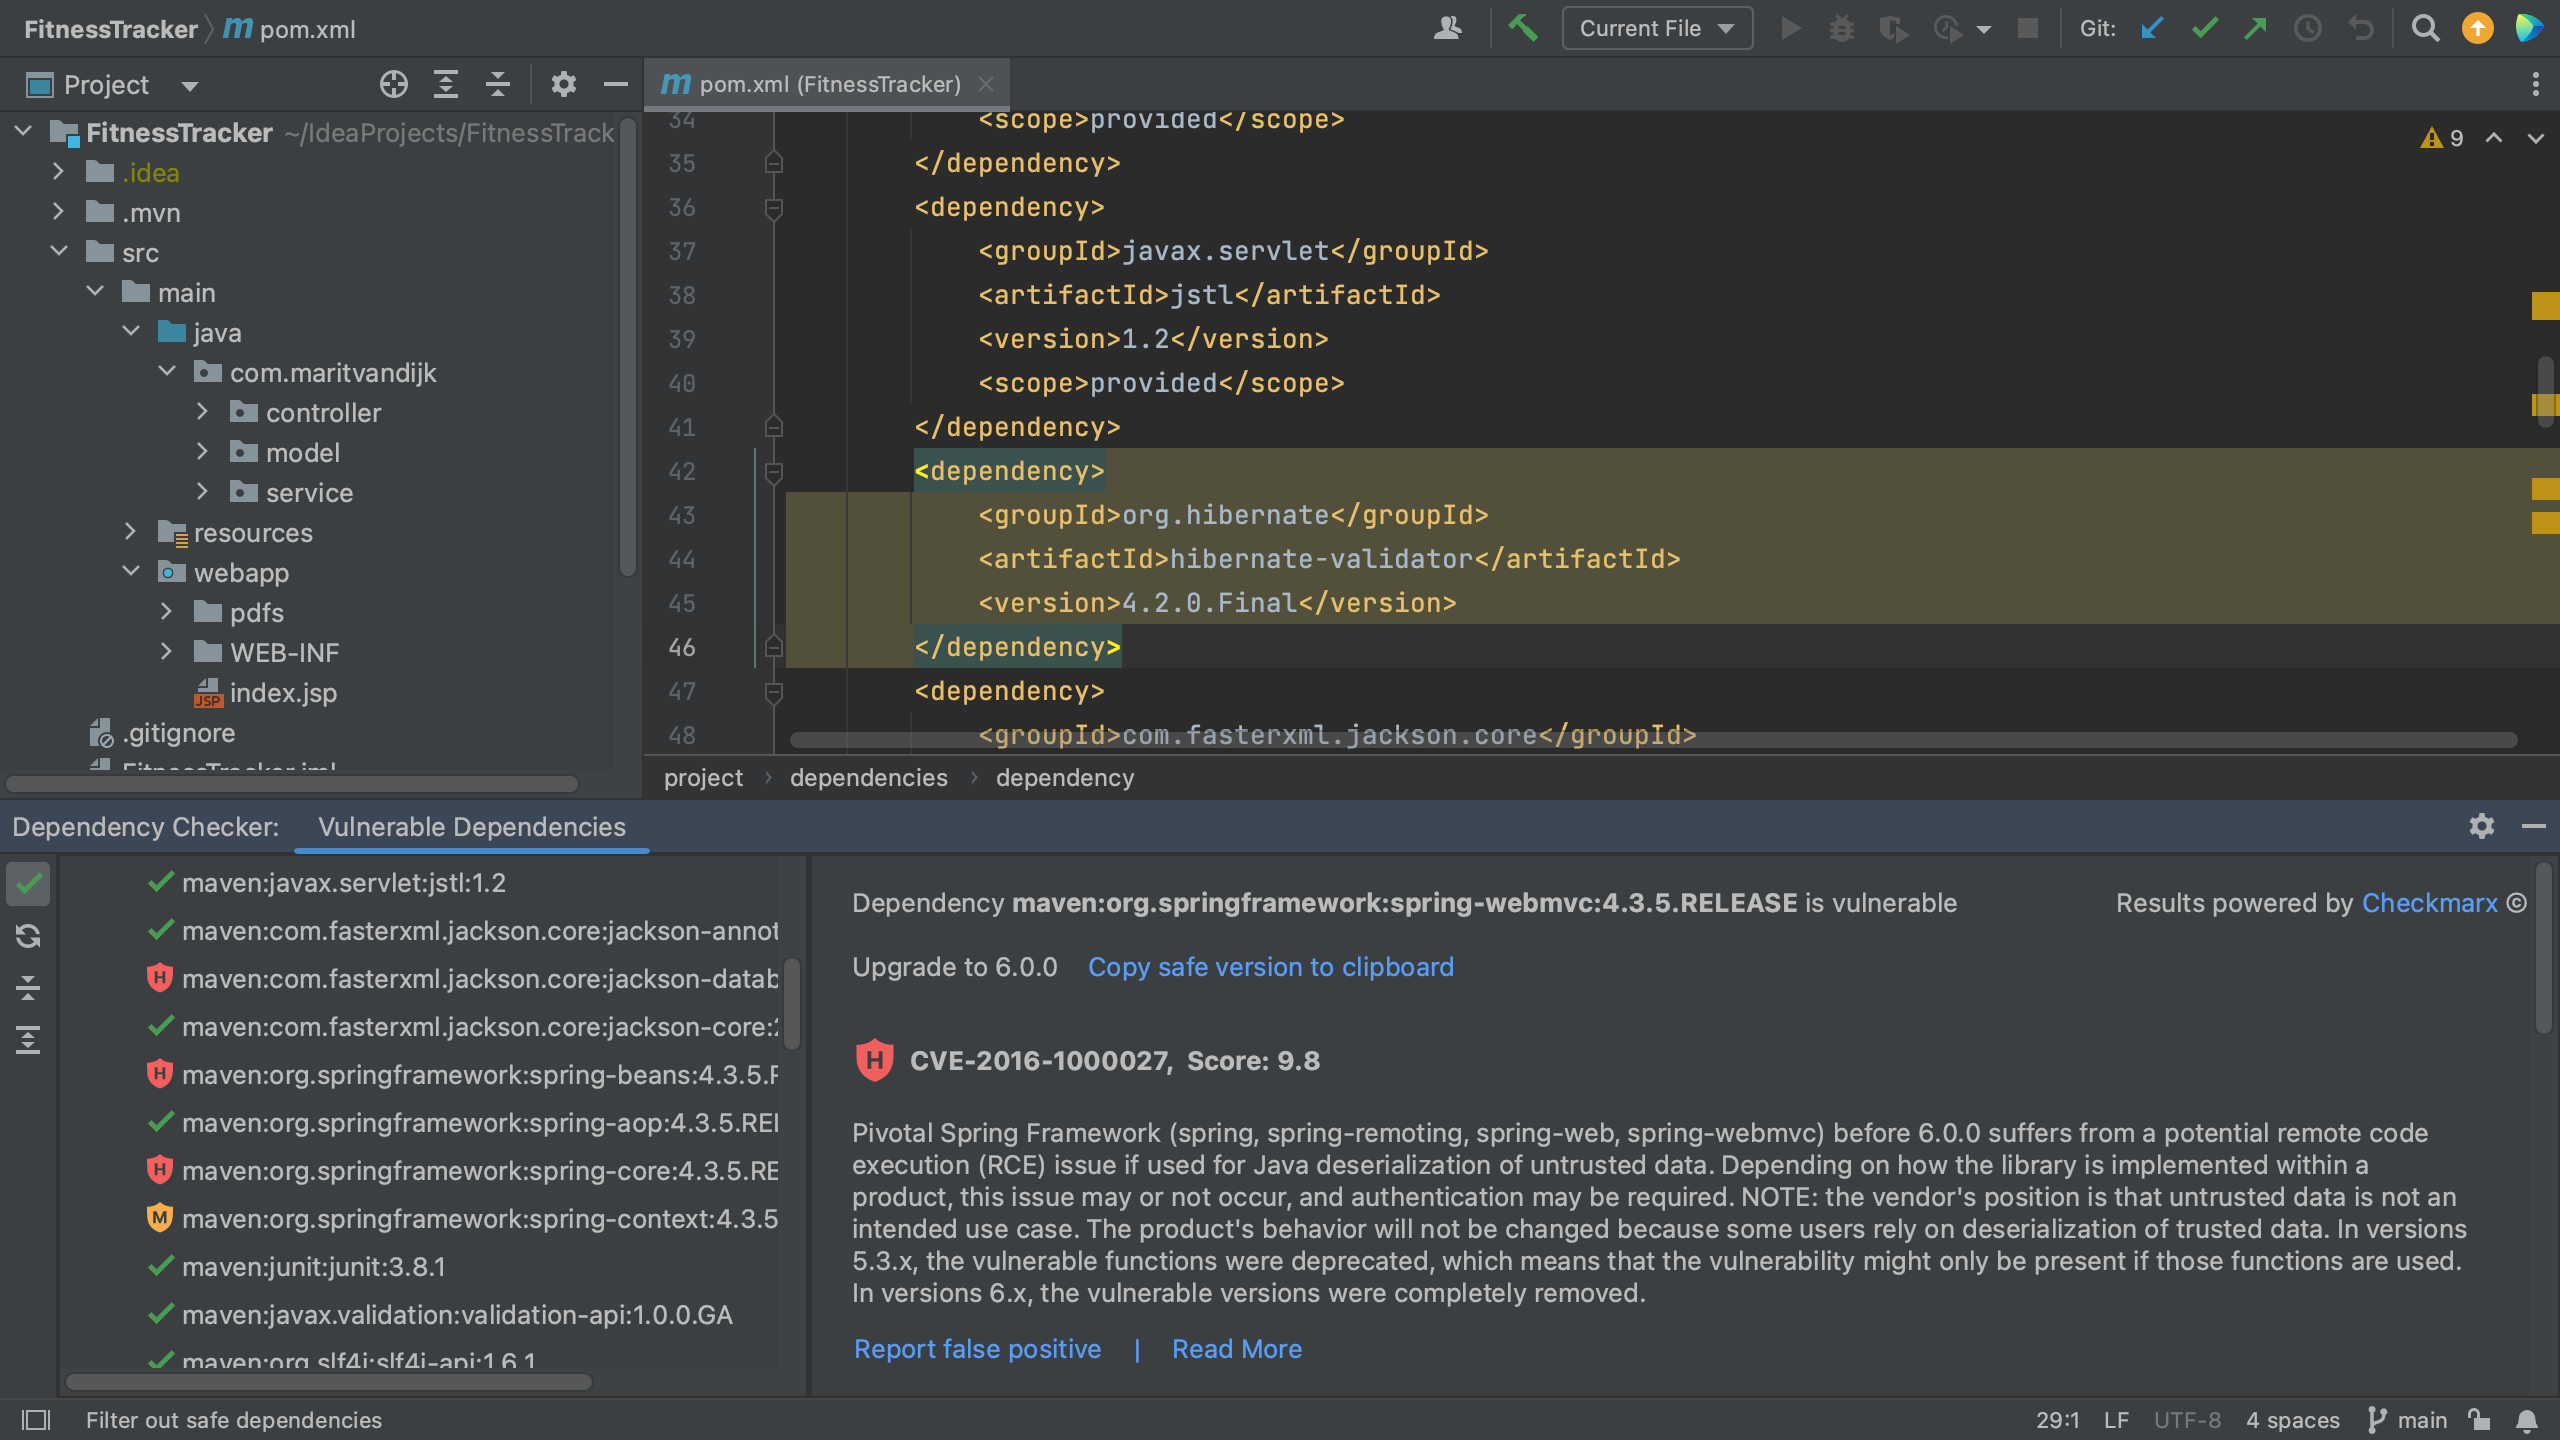 FitnessTracker
pom.xml
Current File
Git:
Project
FitnessTracker ~/IdeaProjects/FitnessTrack
.idea
.mvn
src
main
java
com.maritvandijk
controller
model
service
resources
webapp
pdfs
WEB-INF
JSP index.jsp
.gitignore
FitnessTracker.iml
m pom.xml (FitnessTracker)
9
34 <scope>provided</scope>
35 </dependency>
36 <dependency>
37 <groupId>javax.servlet</groupId>
38 <artifactId>jstl</artifactId>
39 <version>1.2</version>
40 <scope>provided</scope>
41 </dependency>
42 <dependency>
43 <groupId>org.hibernate</groupId>
44 <artifactId>hibernate-validator</artifactId>
45 <version>4.2.0.Final</version>
46 </dependency>
47 <dependency>
48 <groupId>com.fasterxml.jackson.core</groupId>
project › dependencies › dependency
Dependency Checker: Vulnerable Dependencies
maven:javax.servlet:jstl:1.2
maven:com.fasterxml.jackson.core:jackson-annot
H maven:com.fasterxml.jackson.core:jackson-datab
maven:com.fasterxml.jackson.core:jackson-core:2
H maven:org.springframework:spring-beans:4.3.5.R
maven:org.springframework:spring-aop:4.3.5.REL
H maven:org.springframework:spring-core:4.3.5.RE
M maven:org.springframework:spring-context:4.3.5
maven:junit:junit:3.8.1
maven:javax.validation:validation-api:1.0.0.GA
maven:org.slf4j:slf4j-api:1.6.1
Dependency maven:org.springframework:spring-webmvc:4.3.5.RELEASE is vulnerable
Results powered by Checkmarx ©
Upgrade to 6.0.0 Copy safe version to clipboard
H CVE-2016-1000027, Score: 9.8
Pivotal Spring Framework (spring, spring-remoting, spring-web, spring-webmvc) before 6.0.0 suffers from a potential remote code
execution (RCE) issue if used for Java deserialization of untrusted data. Depending on how the library is implemented within a
product, this issue may or not occur, and authentication may be required. NOTE: the vendor's position is that untrusted data is not an
intended use case. The product's behavior will not be changed because some users rely on deserialization of trusted data. In versions
5.3.x, the vulnerable functions were deprecated, which means that the vulnerability might only be present if those functions are used.
In versions 6.x, the vulnerable versions were completely removed.
Report false positive | Read More
Filter out safe dependencies
29:1 LF UTF-8 4 spaces main